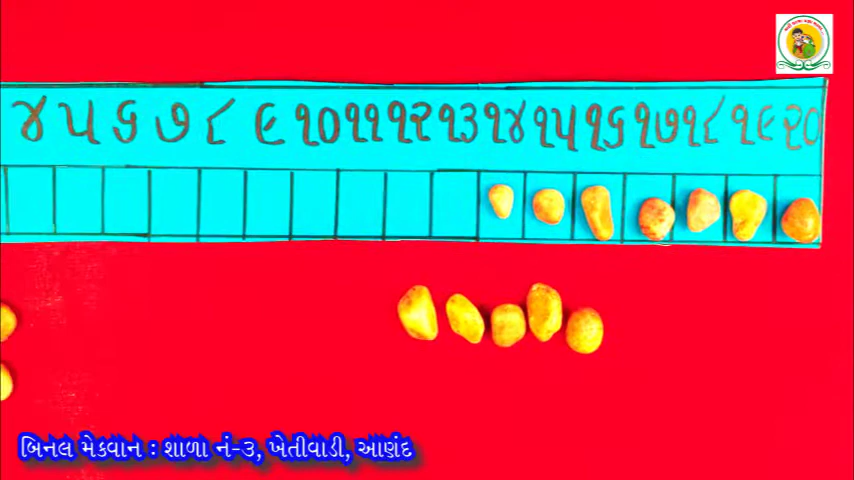 ૪ ૫ ૬ ૭ ૮ ૯ ૧૦ ૧૧ ૧૨ ૧૩ ૧૪ ૧૫ ૧૬ ૧૭ ૧૮ ૧૯ ૨૦
બિનલ મેકવાન : શાળા નં-૩, ખેતીવાડી, આણંદ